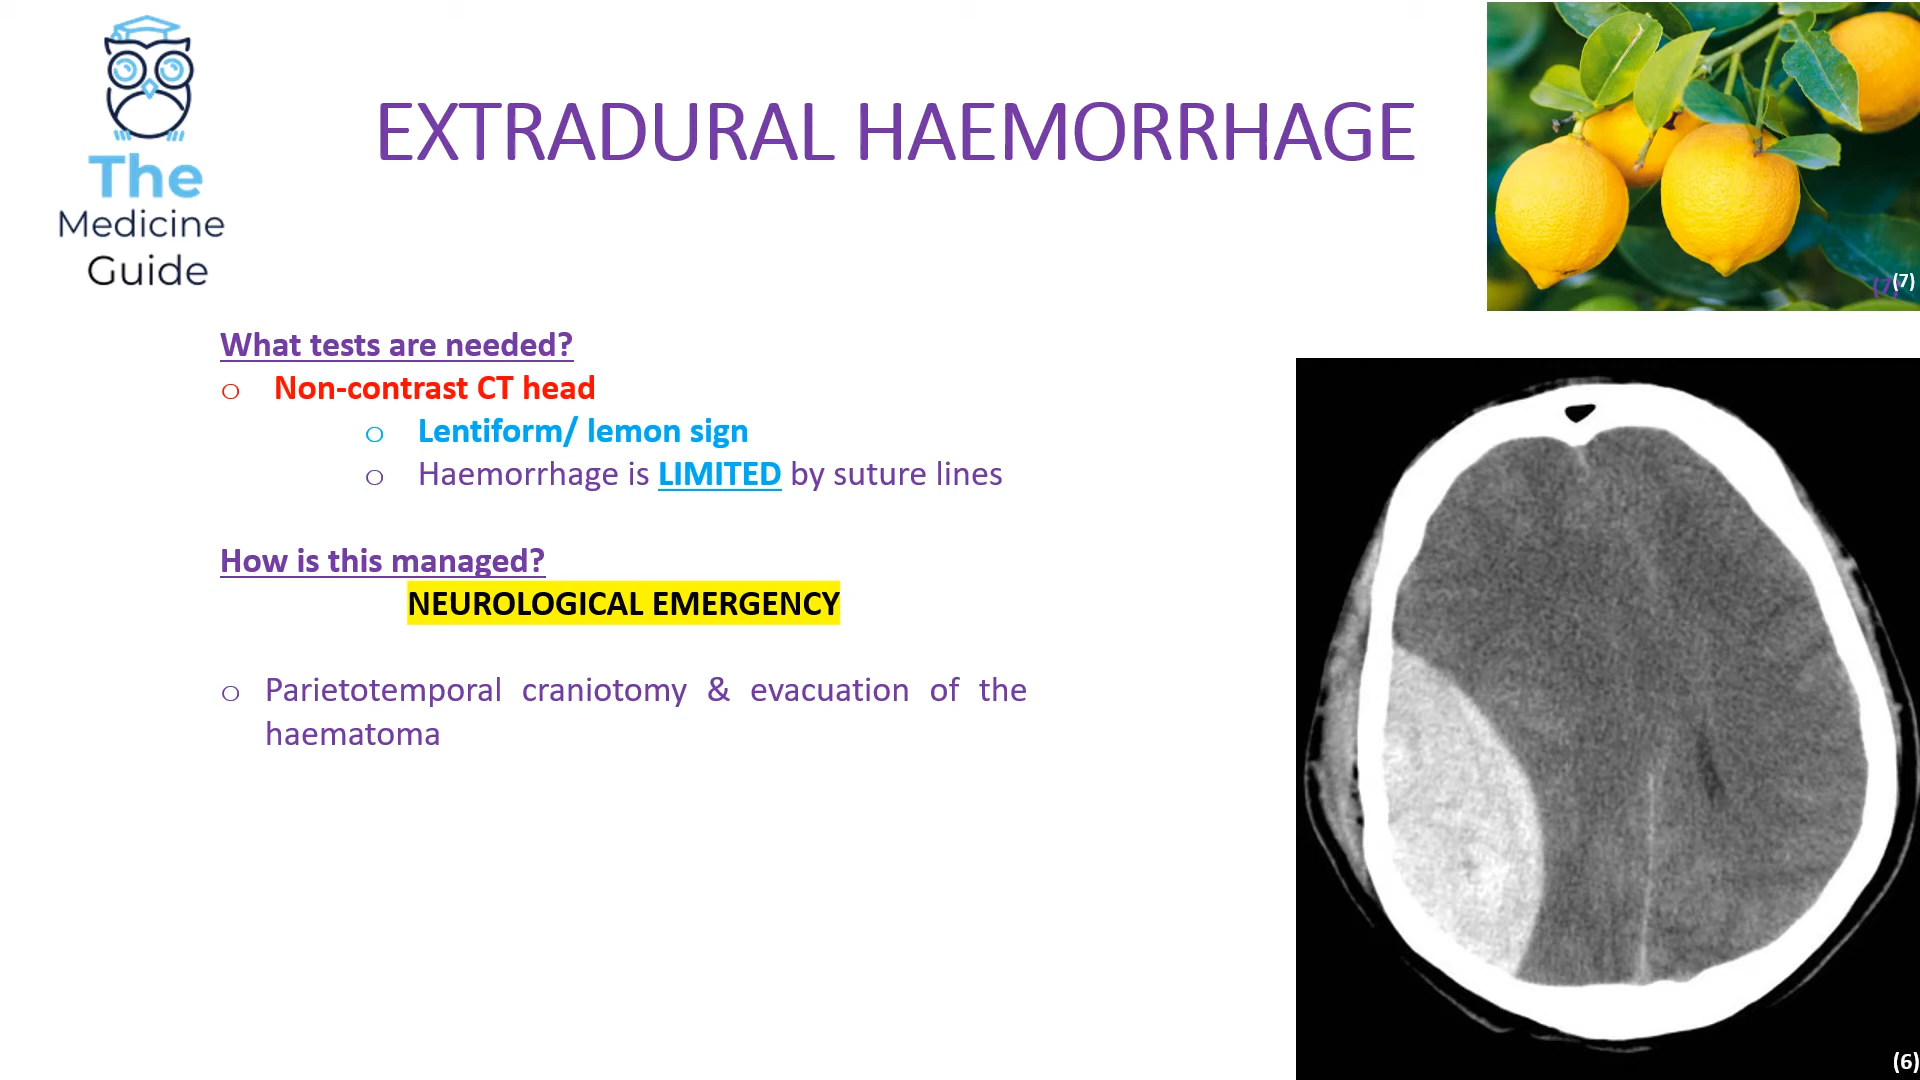 The
Medicine
Guide
EXTRADURAL HAEMORRHAGE
(7)
(7)
What tests are needed?
o Non-contrast CT head
o Lentiform/ lemon sign
o Haemorrhage is LIMITED by suture lines
How is this managed?
NEUROLOGICAL EMERGENCY
o Parietotemporal craniotomy & evacuation of the
haematoma
(6)